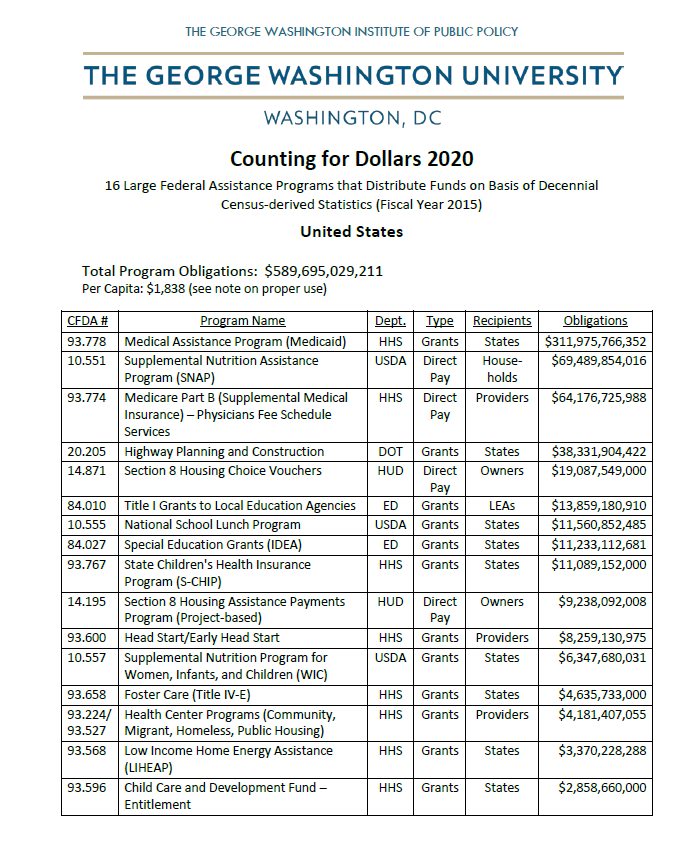 THE GEORGE WASHINGTON INSTITUTE OF PUBLIC POLICY
THE GEORGE WASHINGTON UNIVERSITY
WASHINGTON, DC
Counting for Dollars 2020
16 Large Federal Assistance Programs that Distribute Funds on Basis of Decennial
Census-derived Statistics (Fiscal Year 2015)
United States
Total Program Obligations: $589,695,029,211
Per Capita: $1,838 (see note on proper use)
CFDA # Program Name Dept. Type Recipients Obligations
93.778 Medical Assistance Program (Medicaid) HHS Grants States $311,975,766,352
10.551 Supplemental Nutrition Assistance USDA Direct House- $69,489,854,016
Program (SNAP) Pay holds
93.774 Medicare Part B (Supplemental Medical HHS Direct Providers $64,176,725,988
Insurance) – Physicians Fee Schedule Pay
Services
20.205 Highway Planning and Construction DOT Grants States $38,331,904,422
14.871 Section 8 Housing Choice Vouchers HUD Direct Owners $19,087,549,000
Pay
84.010 Title I Grants to Local Education Agencies ED Grants LEAs $13,859,180,910
10.555 National School Lunch Program USDA Grants States $11,560,852,485
84.027 Special Education Grants (IDEA) ED Grants States $11,233,112,681
93.767 State Children's Health Insurance HHS Grants States $11,089,152,000
Program (S-CHIP)
14.195 Section 8 Housing Assistance Payments HUD Direct Owners $9,238,092,008
Program (Project-based) Pay
93.600 Head Start/Early Head Start HHS Grants Providers $8,259,130,975
10.557 Supplemental Nutrition Program for USDA Grants States $6,347,680,031
Women, Infants, and Children (WIC)
93.658 Foster Care (Title IV-E) HHS Grants States $4,635,733,000
93.224/ Health Center Programs (Community, HHS Grants Providers $4,181,407,055
93.527 Migrant, Homeless, Public Housing)
93.568 Low Income Home Energy Assistance HHS Grants States $3,370,228,288
(LIHEAP)
93.596 Child Care and Development Fund – HHS Grants States $2,858,660,000
Entitlement